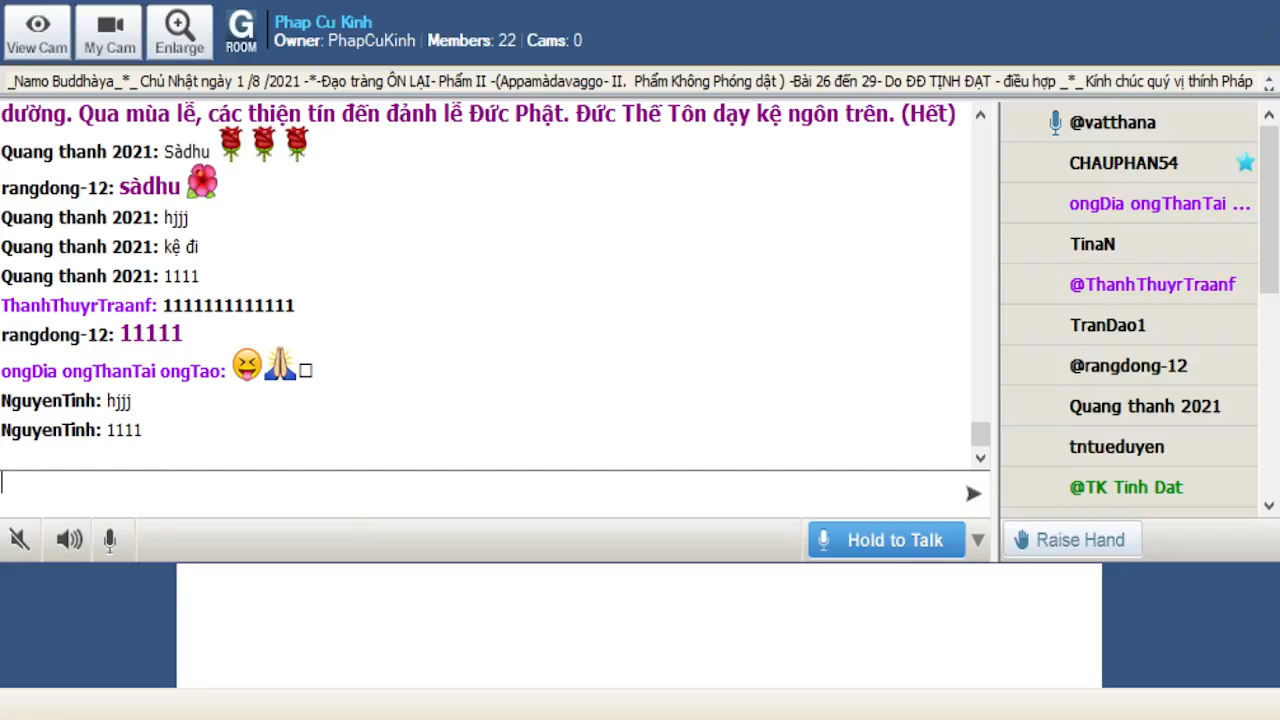 View Cam
My Cam
Enlarge
G
ROOM
Phap Cu Kinh
Owner: PhapCuKinh Members: 22 Cams: 0
_Namo Buddhàya_*_ Chủ Nhật ngày 1 /8 /2021 -*-Đạo tràng ÔN LẠI- Phẩm II -(Appamàdavaggo- II. Phẩm Không Phóng dật ) -Bài 26 đến 29- Do ĐĐ TỊNH ĐẠT - điều hợp _*_Kính chúc quý vị thính Pháp
dường. Qua mùa lễ, các thiện tín đến đảnh lễ Đức Phật. Đức Thế Tôn dạy kệ ngôn trên. (Hết)
Quang thanh 2021: Sàdhu
rangdong-12: sàdhu
Quang thanh 2021: hjjj
Quang thanh 2021: kệ đi
Quang thanh 2021: 1111
ThanhThuyrTraanf: 1111111111111
rangdong-12: 11111
ongDia ongThanTai ongTao:
NguyenTinh: hjjj
NguyenTinh: 1111
@vatthana
CHAUPHAN54
ongDia ongThanTai ...
TinaN
@ThanhThuyrTraanf
TranDao1
@rangdong-12
Quang thanh 2021
tntueduyen
@TK Tinh Dat
Hold to Talk
Raise Hand